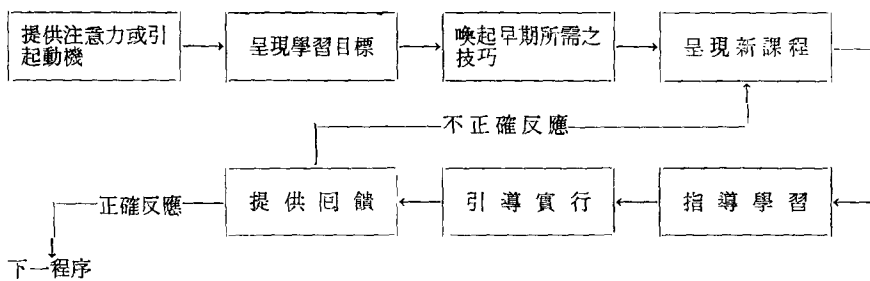 提供注意力或引
起動機
呈現學習目標
喚起早期所需之
技巧
呈現新課程
不正確反應
正確反應
提供回饋
引導實行
指導學習
下一程序